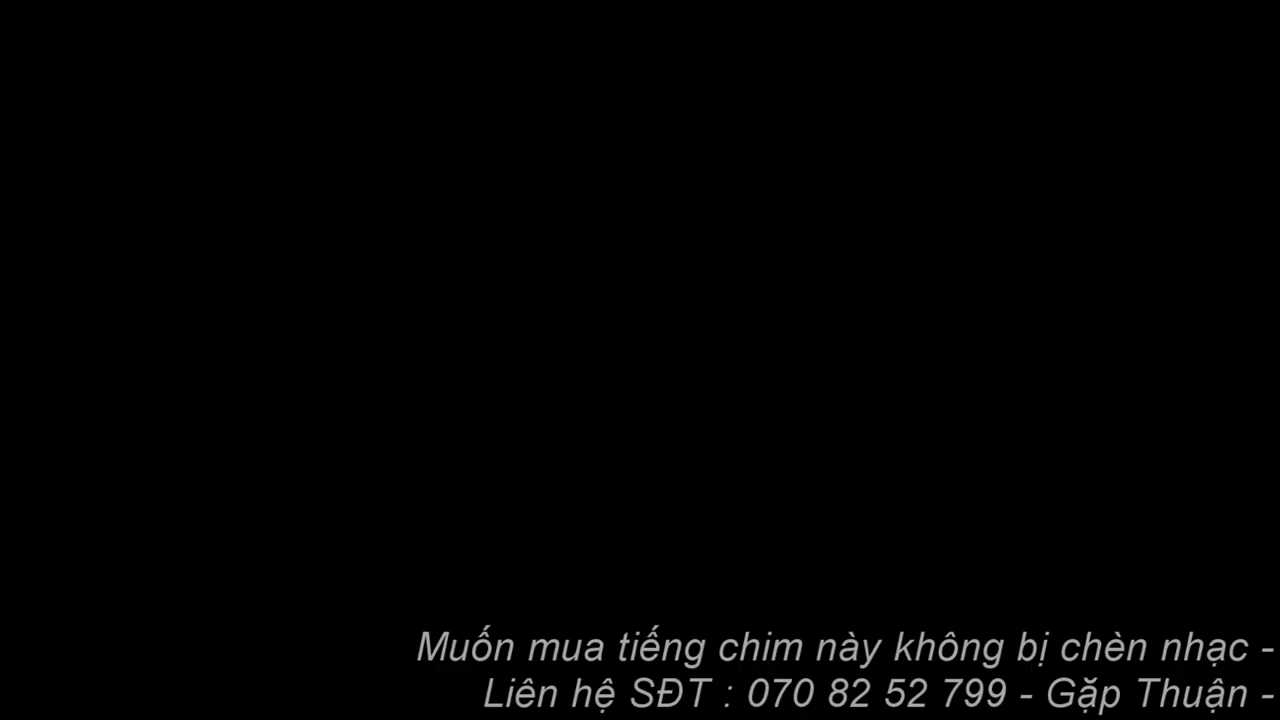 Muốn mua tiếng chim này không bị chèn nhạc -
Liên hệ SĐT : 070 82 52 799 - Gặp Thuận -